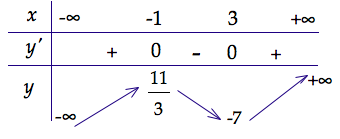 x -∞ -1 3 +∞
y' + 0 - 0 +
y -∞ 11/3 -7 +∞